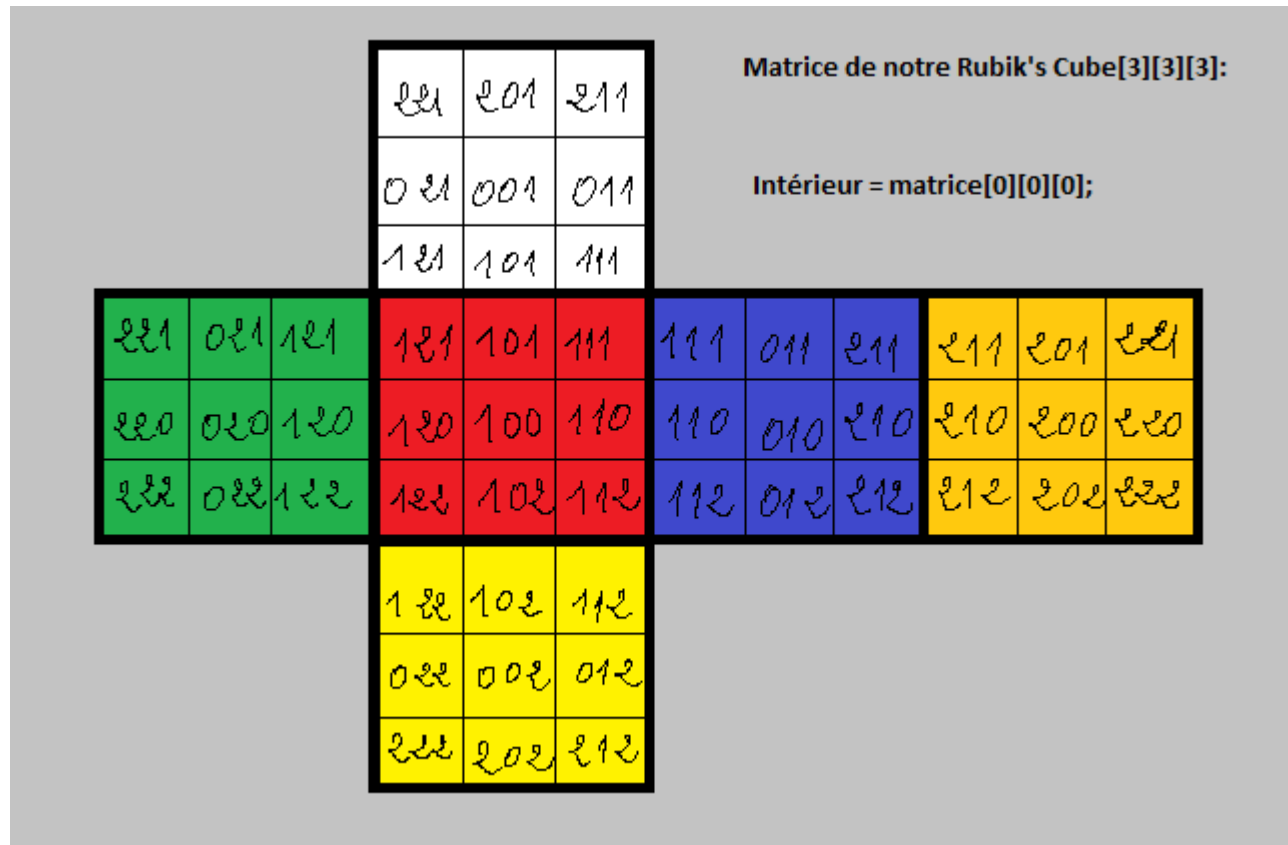 Matrice de notre Rubik's Cube[3][3][3]:
221 201 211
Intérieur = matrice[0][0][0];
021 001 011
121 101 111
221 021 121 121 101 111 111 011 211 211 201 221
220 020 120 120 100 110 110 010 210 210 200 220
222 022 122 122 102 112 112 012 212 212 202 222
122 102 112
022 002 012
222 202 212